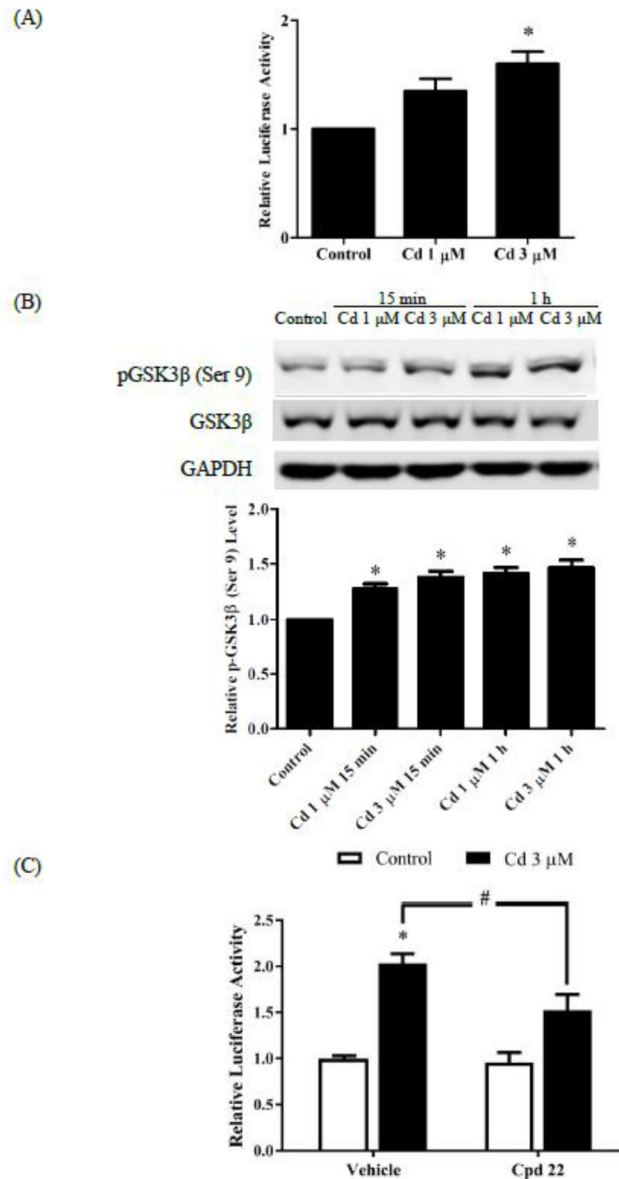 (A)
2
*
Relative Luciferase Activity
1
0
Control Cd 1 μM Cd 3 μM
(B)
15 min 1 h
Control Cd 1 μM Cd 3 μM Cd 1 μM Cd 3 μM
pGSK3β (Ser 9)
GSK3β
GAPDH
Relative p-GSK3β (Ser 9) Level
2.0
1.5
1.0
0.5
0.0
* * * *
Control
Cd 1 μM 15 min
Cd 3 μM 15 min
Cd 1 μM 1 h
Cd 3 μM 1 h
(C)
Control Cd 3 μM
#
*
Relative Luciferase Activity
2.5
2.0
1.5
1.0
0.5
0.0
Vehicle Cpd 22